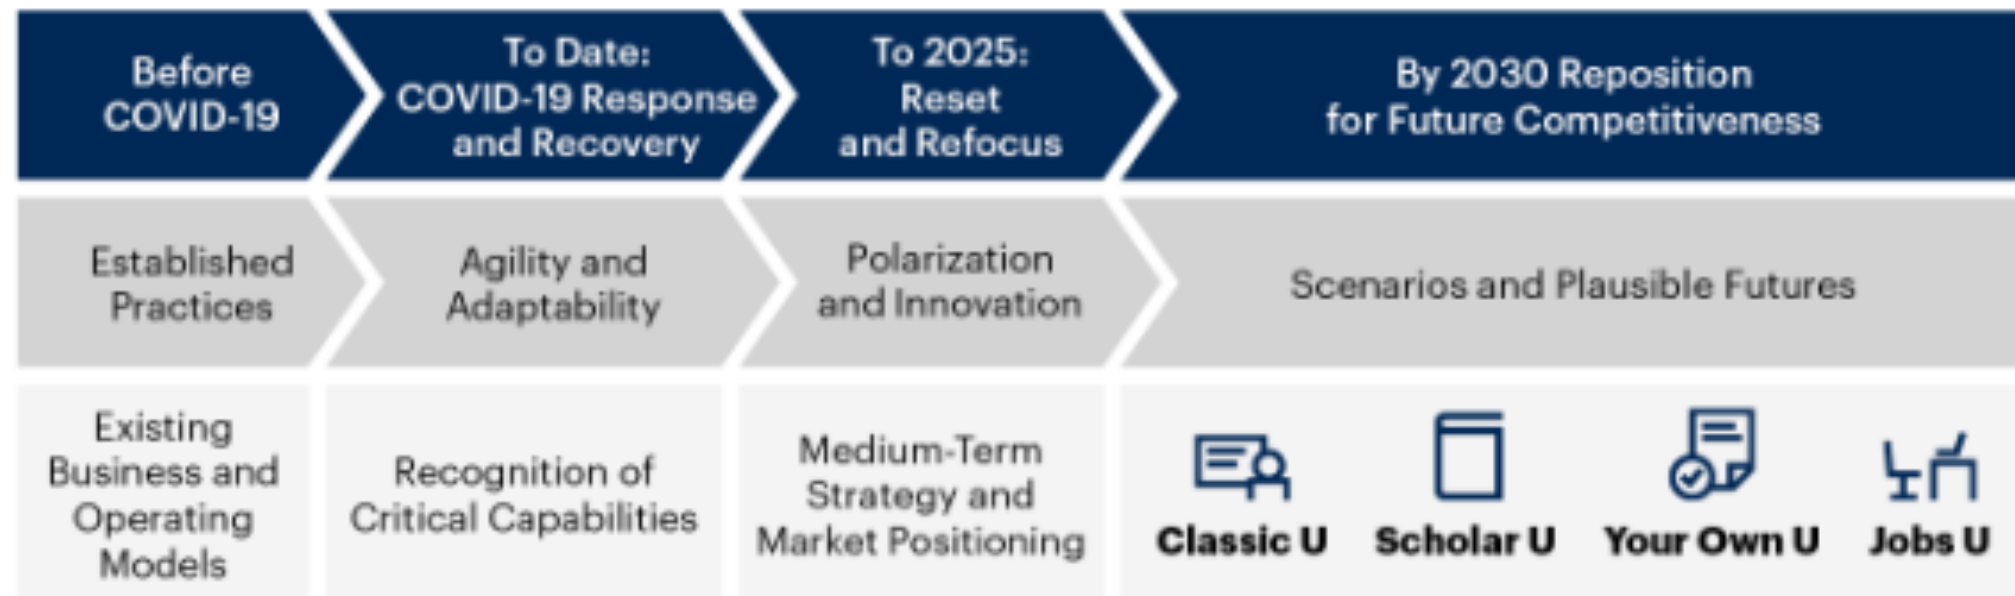 Before
COVID-19
To Date:
COVID-19 Response
and Recovery
To 2025:
Reset
and Refocus
By 2030 Reposition
for Future Competitiveness
Established
Practices
Agility and
Adaptability
Polarization
and Innovation
Scenarios and Plausible Futures
Existing
Business and
Operating
Models
Recognition of
Critical Capabilities
Medium-Term
Strategy and
Market Positioning
Classic U
Scholar U
Your Own U
Jobs U